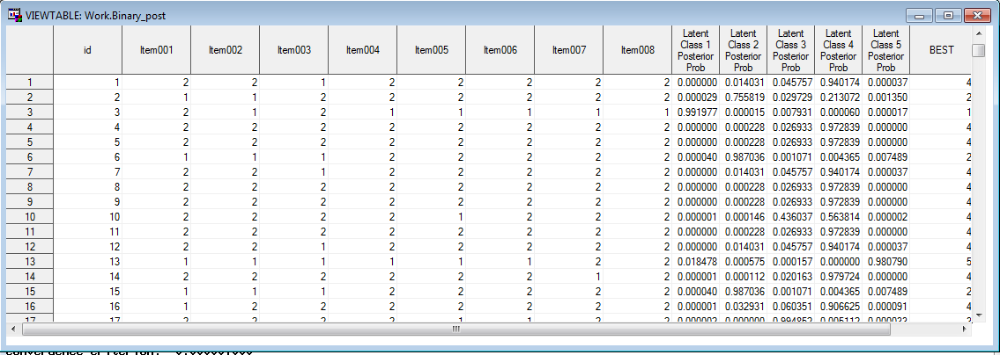 VIEWTABLE: Work.Binary_post
id Item001 Item002 Item003 Item004 Item005 Item006 Item007 Item008 Latent Class 1 Posterior Prob Latent Class 2 Posterior Prob Latent Class 3 Posterior Prob Latent Class 4 Posterior Prob Latent Class 5 Posterior Prob BEST
1 1 2 2 1 2 2 2 2 2 0.000000 0.014031 0.045757 0.940174 0.000037 4
2 2 1 1 2 2 2 2 2 2 0.000029 0.755819 0.029729 0.213072 0.001350 2
3 3 2 1 2 1 1 1 1 1 0.991977 0.000015 0.007931 0.000060 0.000017 1
4 4 2 2 2 2 2 2 2 2 0.000000 0.000228 0.026933 0.972839 0.000000 4
5 5 2 2 2 2 2 2 2 2 0.000000 0.000228 0.026933 0.972839 0.000000 4
6 6 1 1 1 2 2 2 2 2 0.000040 0.987036 0.001071 0.004365 0.007489 2
7 7 2 2 1 2 2 2 2 2 0.000000 0.014031 0.045757 0.940174 0.000037 4
8 8 2 2 2 2 2 2 2 2 0.000000 0.000228 0.026933 0.972839 0.000000 4
9 9 2 2 2 2 2 2 2 2 0.000000 0.000228 0.026933 0.972839 0.000000 4
10 10 2 2 2 2 1 2 2 2 0.000001 0.000146 0.436037 0.563814 0.000002 4
11 11 2 2 2 2 2 2 2 2 0.000000 0.000228 0.026933 0.972839 0.000000 4
12 12 2 2 1 2 2 2 2 2 0.000000 0.014031 0.045757 0.940174 0.000037 4
13 13 1 1 1 1 1 1 2 2 0.018478 0.000575 0.000157 0.000000 0.980790 5
14 14 2 2 2 2 2 2 1 2 0.000001 0.000112 0.020163 0.979724 0.000000 4
15 15 1 1 1 2 2 2 2 2 0.000040 0.987036 0.001071 0.004365 0.007489 2
16 16 1 2 2 2 2 2 2 2 0.000001 0.032931 0.060351 0.906625 0.000091 4
17 17 2 2 2 2 1 1 2 2 0.000002 0.000000 0.994852 0.005112 0.000033 3